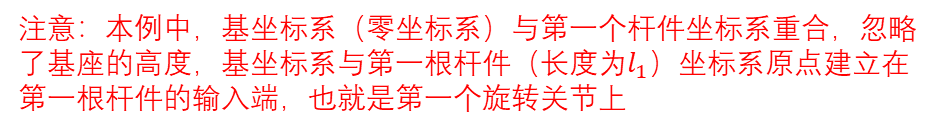 注意：本例中，基坐标系（零坐标系）与第一个杆件坐标系重合，忽略
了基座的高度，基坐标系与第一根杆件（长度为l₁）坐标系原点建立在
第一根杆件的输入端，也就是第一个旋转关节上